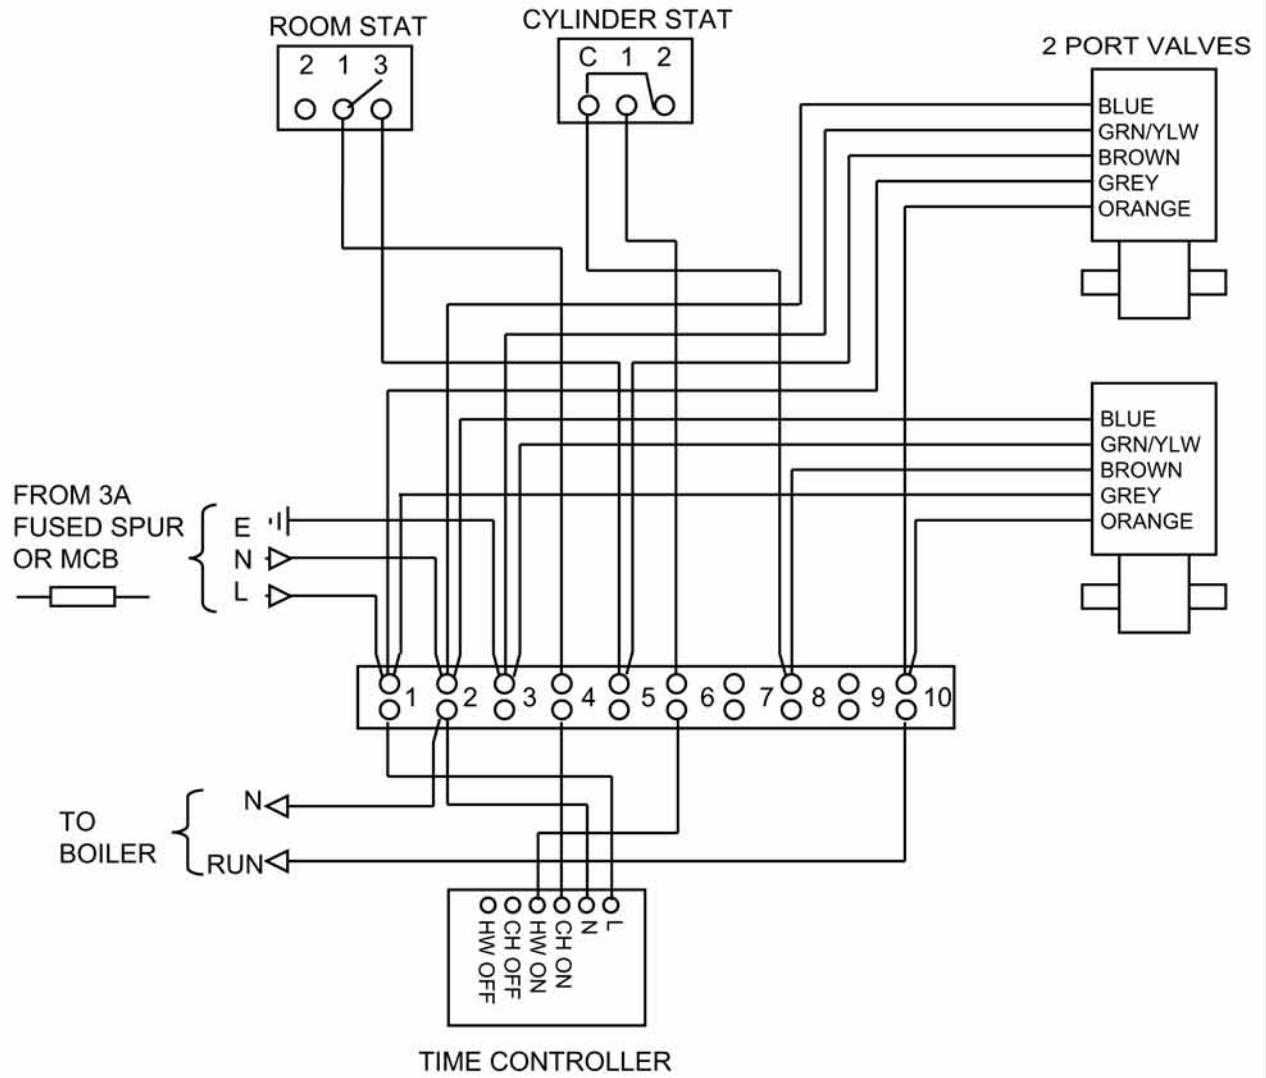 ROOM STAT
2 1 3
CYLINDER STAT
C 1 2
2 PORT VALVES
BLUE
GRN/YLW
BROWN
GREY
ORANGE
BLUE
GRN/YLW
BROWN
GREY
ORANGE
FROM 3A
FUSED SPUR
OR MCB
E
N
L
1 2 3 4 5 6 7 8 9 10
TO
BOILER
N
RUN
HW OFF
CH OFF
HW ON
CH ON
N
L
TIME CONTROLLER